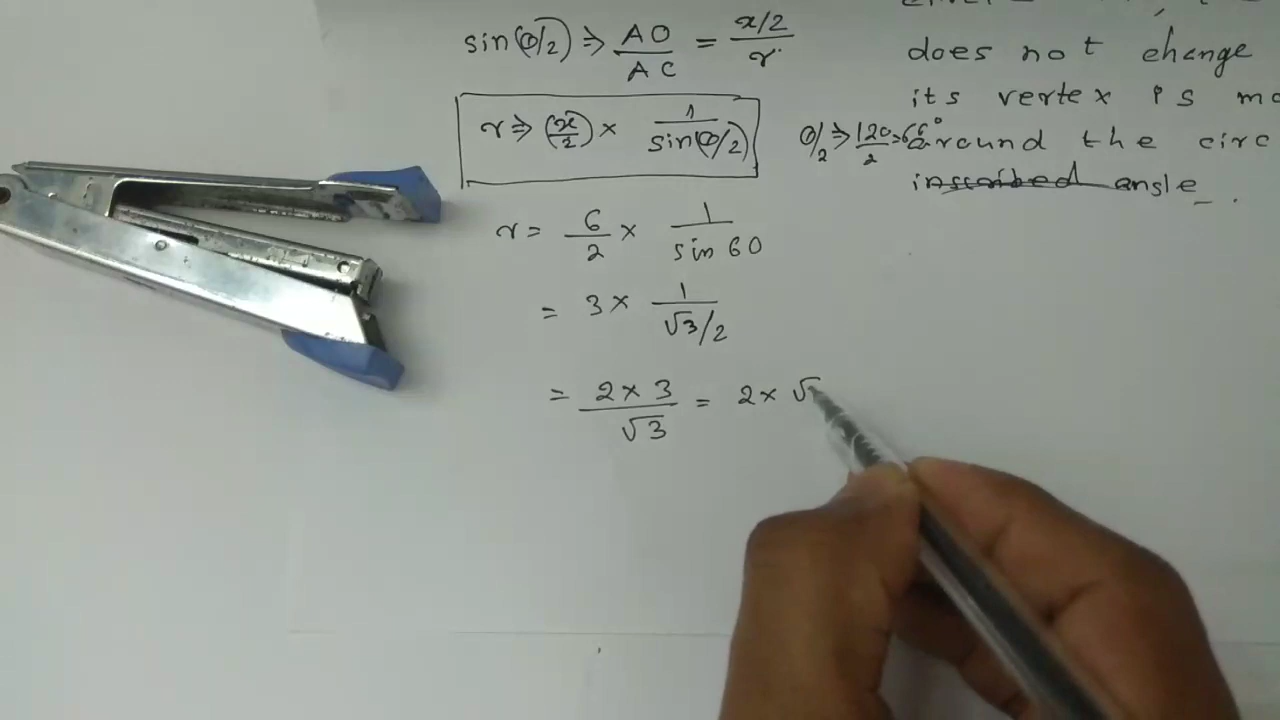 sin(θ/2) ⇒ AO/AC = (x/2)/r
r ⇒ (x/2) × 1/sin(θ/2)
θ/2 ⇒ 120/2 = 60°
r = 6/2 × 1/sin 60
= 3 × 1/(√3/2)
= (2 × 3)/√3 = 2 × √
does not change
its vertex is
around the circ
inscribed angle.